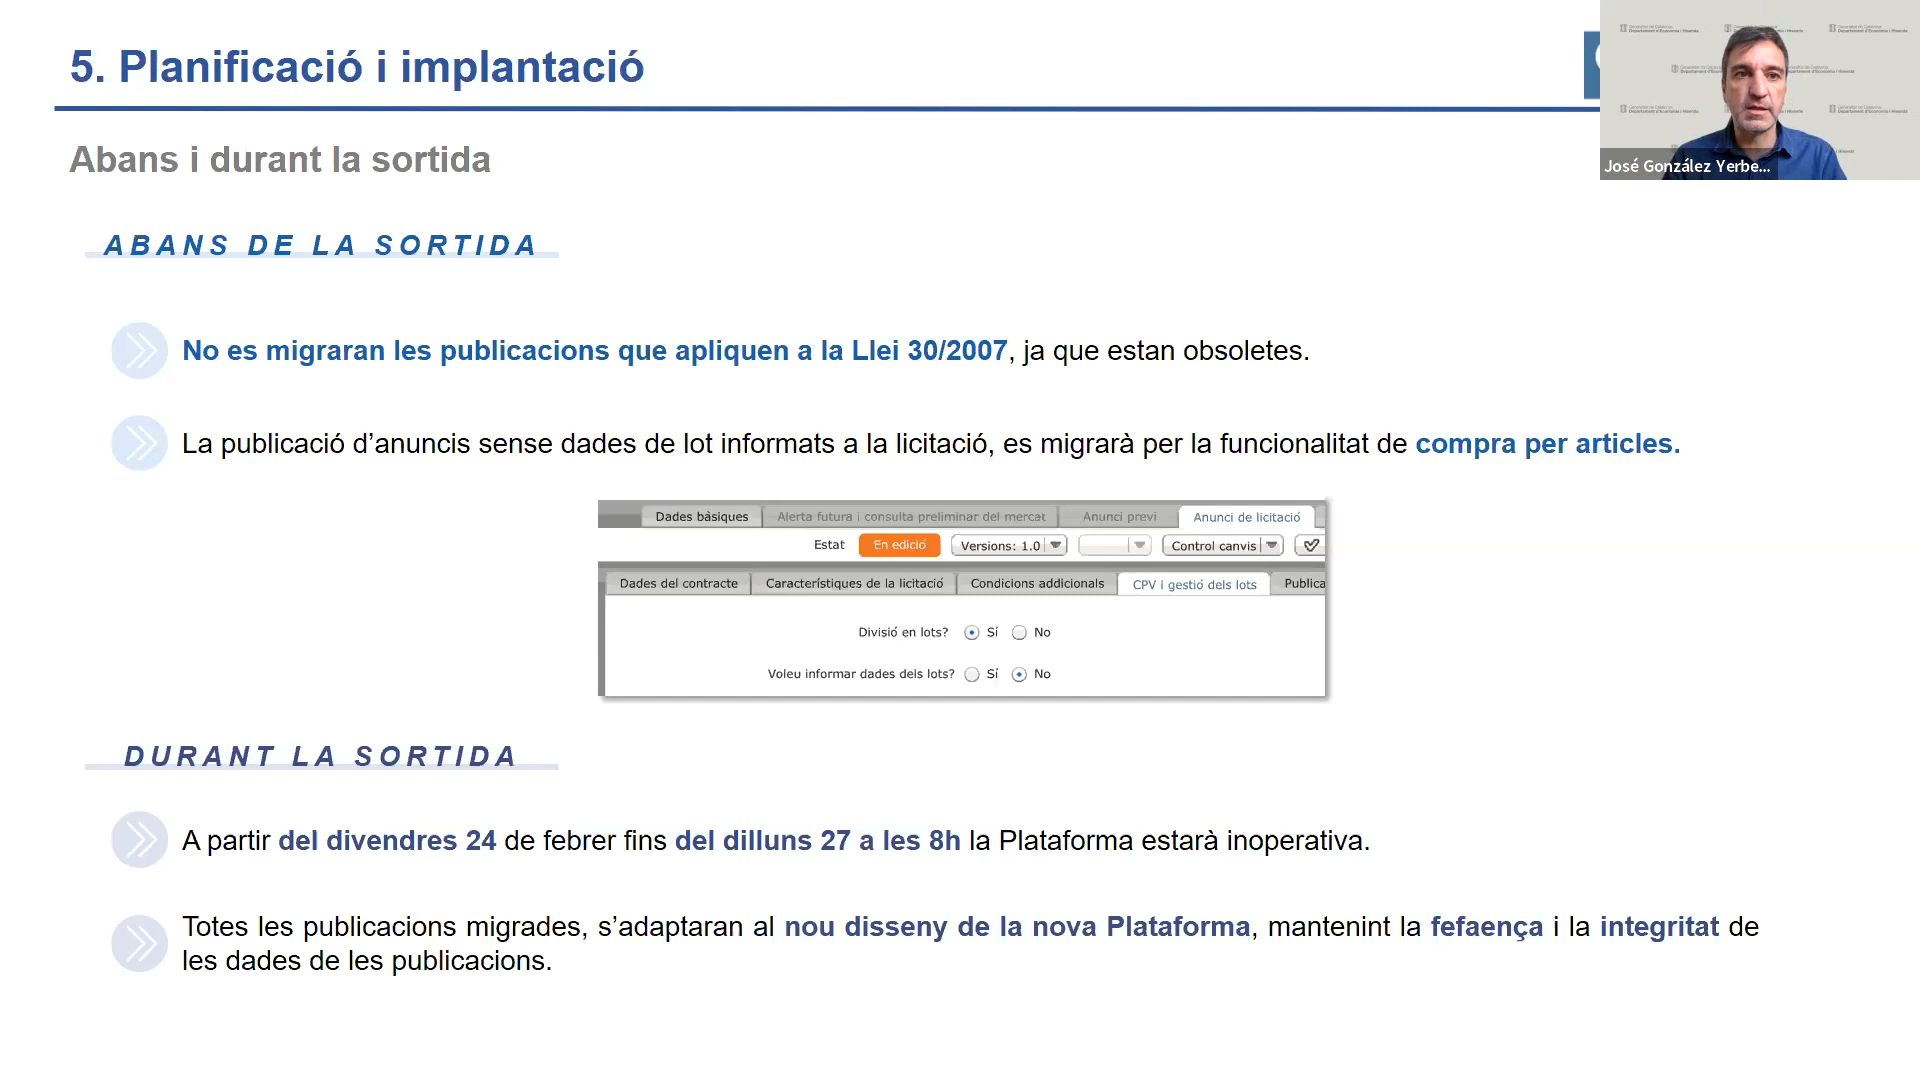 5. Planificació i implantació
José González Yerbe...
Abans i durant la sortida
ABANS DE LA SORTIDA
No es migraran les publicacions que apliquen a la Llei 30/2007, ja que estan obsoletes.
La publicació d’anuncis sense dades de lot informats a la licitació, es migrarà per la funcionalitat de compra per articles.
Dades bàsiques Alerta futura i consulta preliminar del mercat Anunci previ Anunci de licitació
Estat En edició Versions: 1.0 Control canvis
Dades del contracte Característiques de la licitació Condicions addicionals CPV i gestió dels lots Publica
Divisió en lots? Sí No
Voleu informar dades dels lots? Sí No
DURANT LA SORTIDA
A partir del divendres 24 de febrer fins del dilluns 27 a les 8h la Plataforma estarà inoperativa.
Totes les publicacions migrades, s’adaptaran al nou disseny de la nova Plataforma, mantenint la fefaença i la integritat de
les dades de les publicacions.